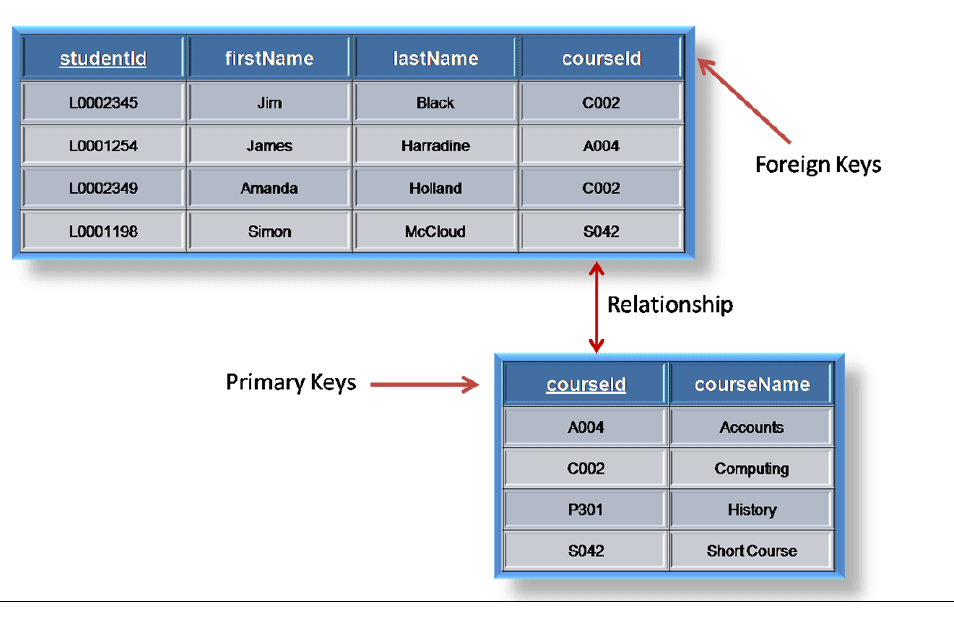 studentId firstName lastName courseId
L0002345 Jim Black C002
L0001254 James Harradine A004
L0002349 Amanda Holland C002
L0001198 Simon McCloud S042
Foreign Keys
Relationship
Primary Keys
courseId courseName
A004 Accounts
C002 Computing
P301 History
S042 Short Course